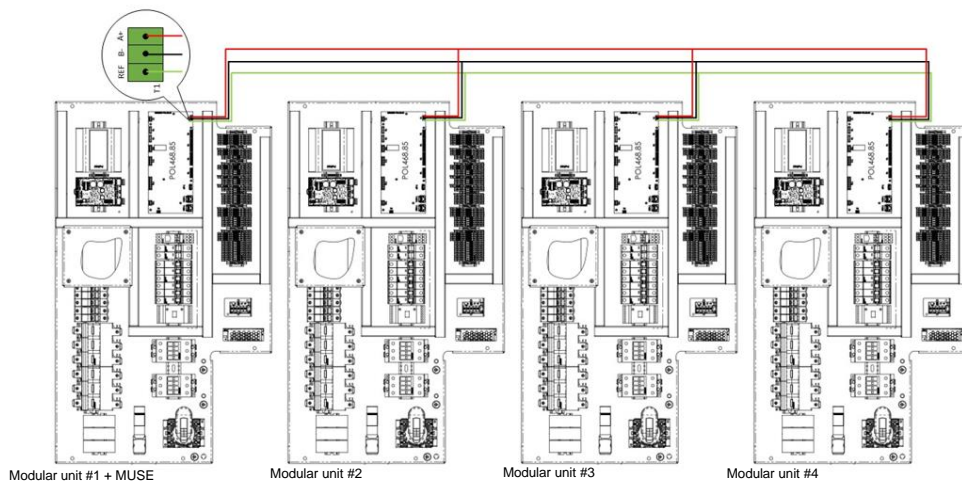 A+
B-
REF
T1
POL468.85
POL468.85
POL468.85
POL468.85
Modular unit #1 + MUSE
Modular unit #2
Modular unit #3
Modular unit #4